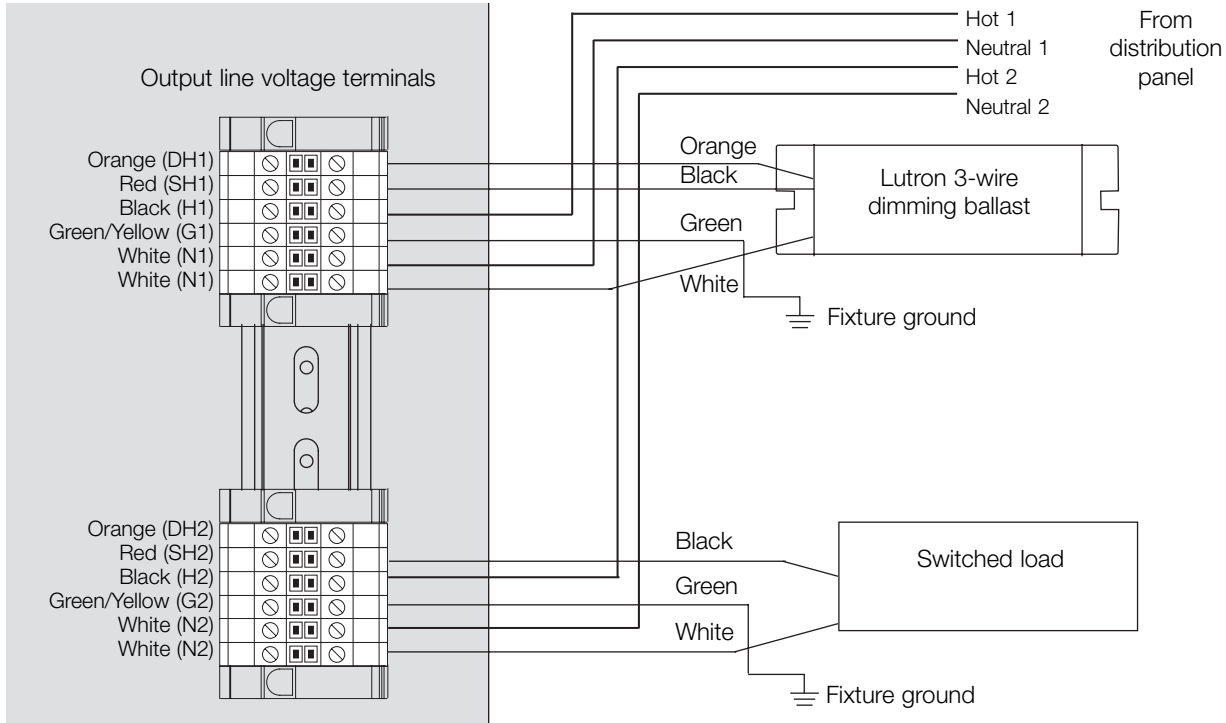 Hot 1
Neutral 1
Hot 2
Neutral 2
From
distribution
panel
Output line voltage terminals
Orange (DH1)
Red (SH1)
Black (H1)
Green/Yellow (G1)
White (N1)
White (N1)
Orange
Black
Green
White
Lutron 3-wire
dimming ballast
Fixture ground
Orange (DH2)
Red (SH2)
Black (H2)
Green/Yellow (G2)
White (N2)
White (N2)
Black
Green
White
Switched load
Fixture ground